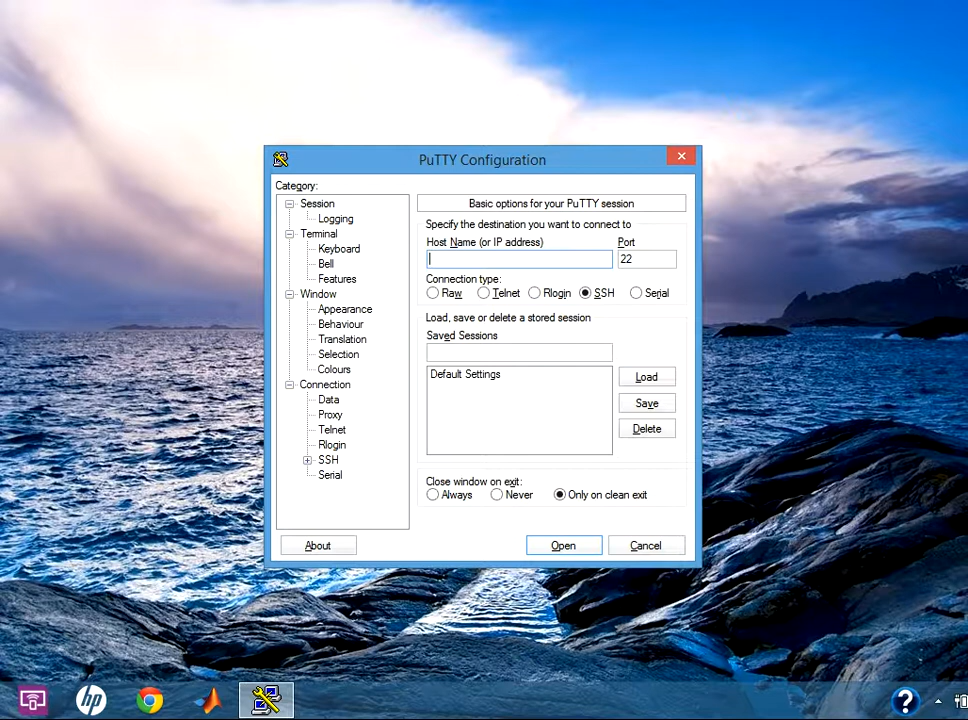 PuTTY Configuration
Category:
Session
Logging
Terminal
Keyboard
Bell
Features
Window
Appearance
Behaviour
Translation
Selection
Colours
Connection
Data
Proxy
Telnet
Rlogin
SSH
Serial
Basic options for your PuTTY session
Specify the destination you want to connect to
Host Name (or IP address) Port
22
Connection type:
Raw Telnet Rlogin SSH Serial
Load, save or delete a stored session
Saved Sessions
Default Settings
Load
Save
Delete
Close window on exit:
Always Never Only on clean exit
About Open Cancel
hp ?